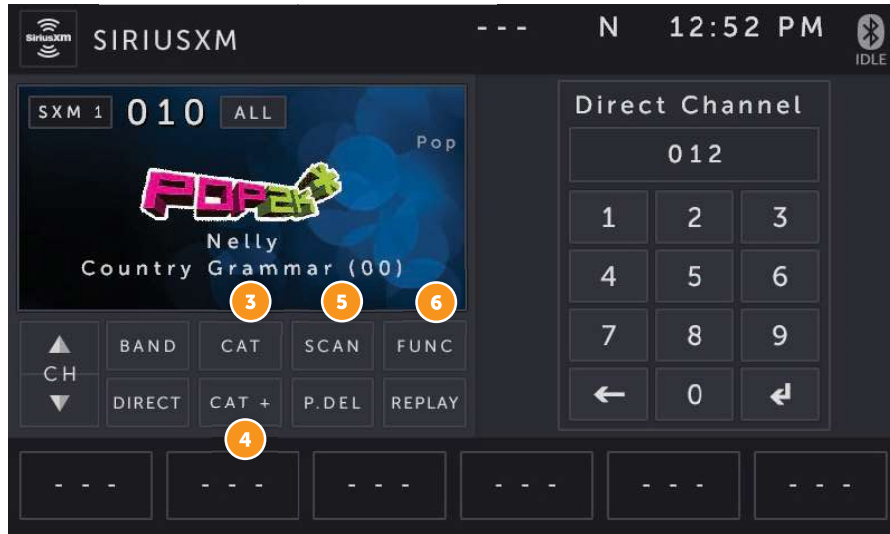 SiriusXM
SIRIUSXM
- - -
N
12:52 PM
IDLE
SXM 1
010
ALL
Pop
POP2K
Nelly
Country Grammar (00)
3
5
6
CH
BAND
CAT
SCAN
FUNC
DIRECT
CAT +
P.DEL
REPLAY
4
Direct Channel
012
1 2 3
4 5 6
7 8 9
0
- - - - - - - - - - - - - - - - - -